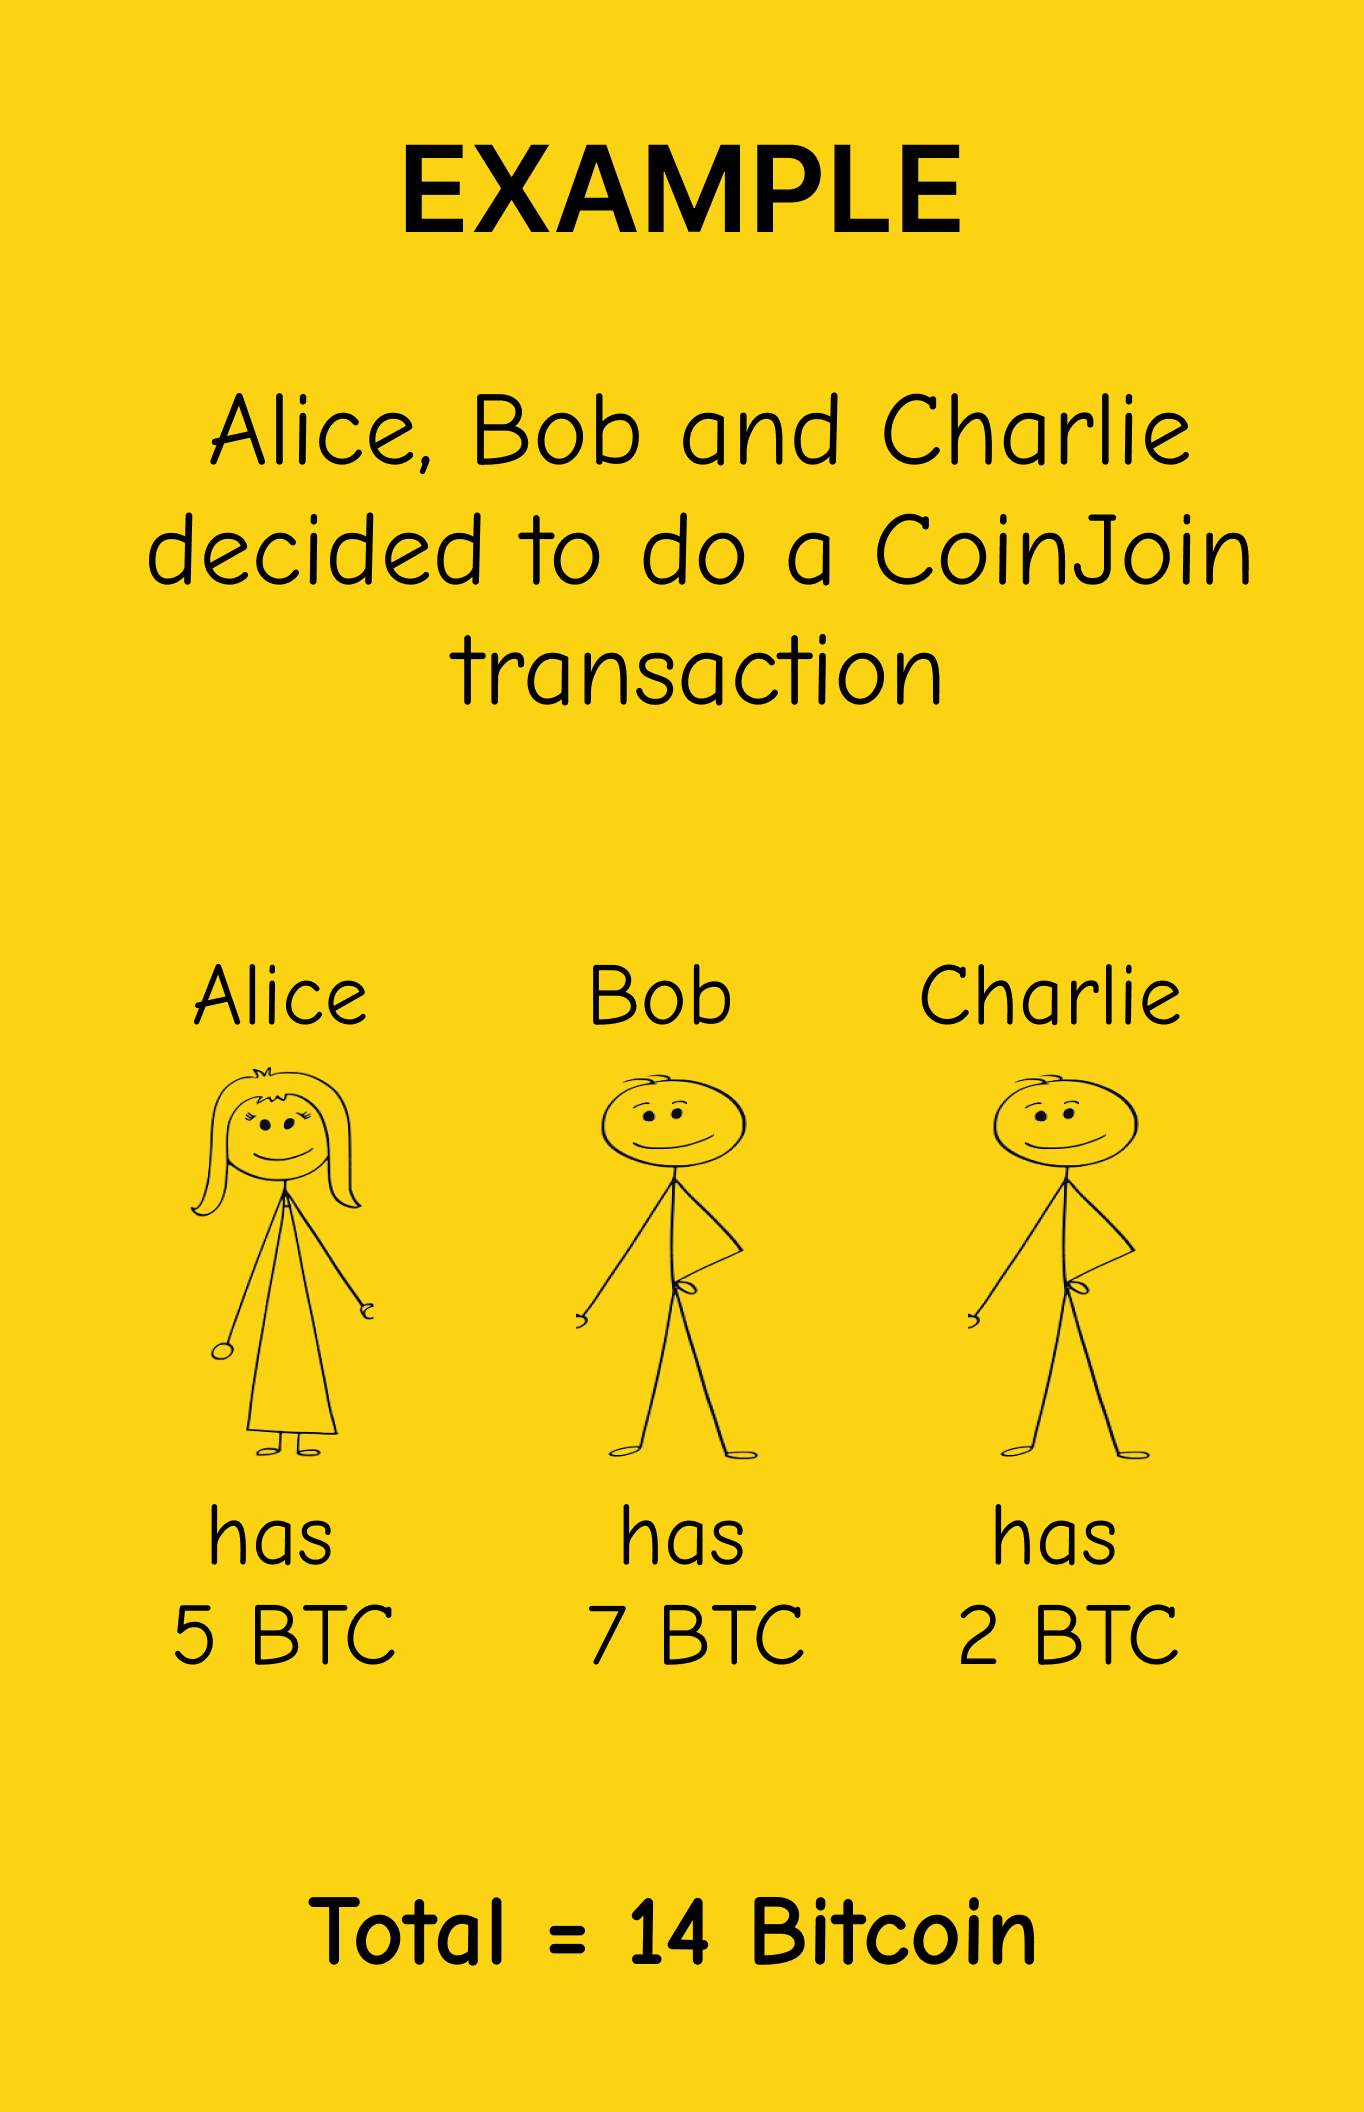 EXAMPLE
Alice, Bob and Charlie
decided to do a CoinJoin
transaction
Alice Bob Charlie
has has has
5 BTC 7 BTC 2 BTC
Total = 14 Bitcoin